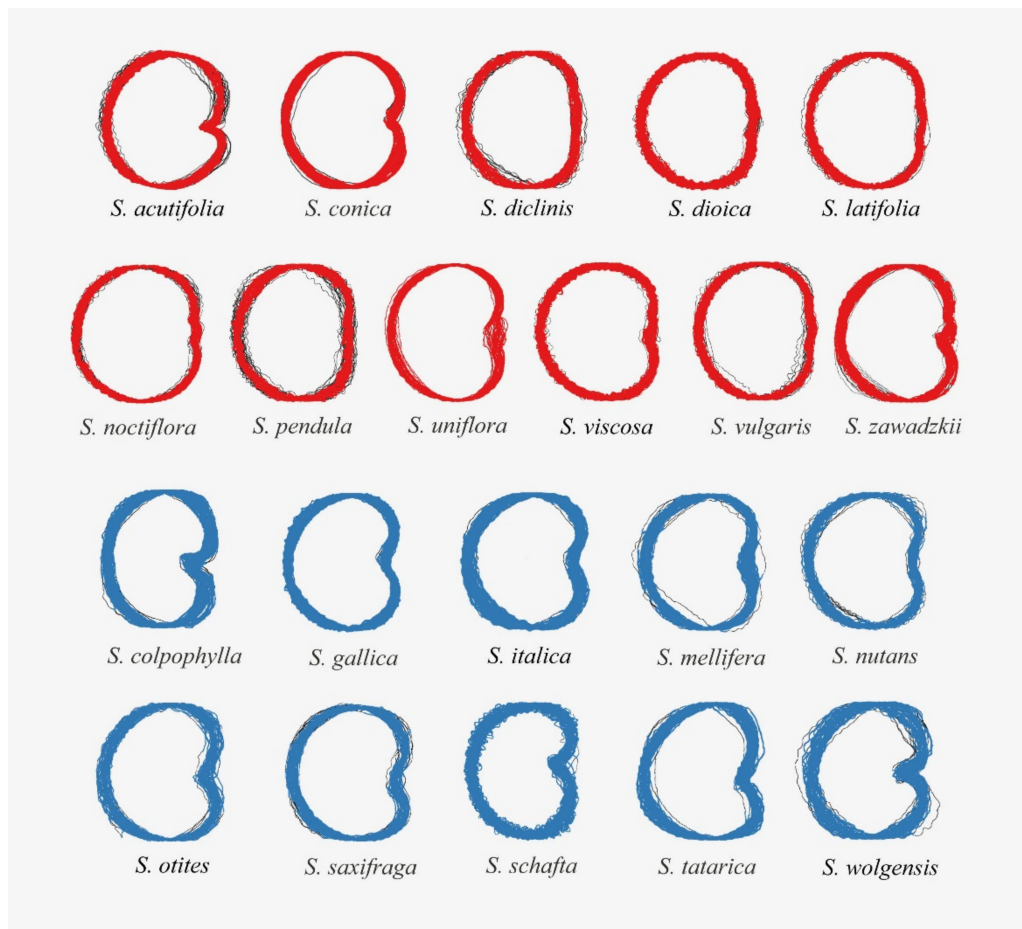 S. acutifolia S. conica S. diclinis S. dioica S. latifolia
S. noctiflora S. pendula S. uniflora S. viscosa S. vulgaris S. zawadzkii
S. colpophylla S. gallica S. italica S. mellifera S. nutans
S. otites S. saxifraga S. schafta S. tatarica S. wolgensis